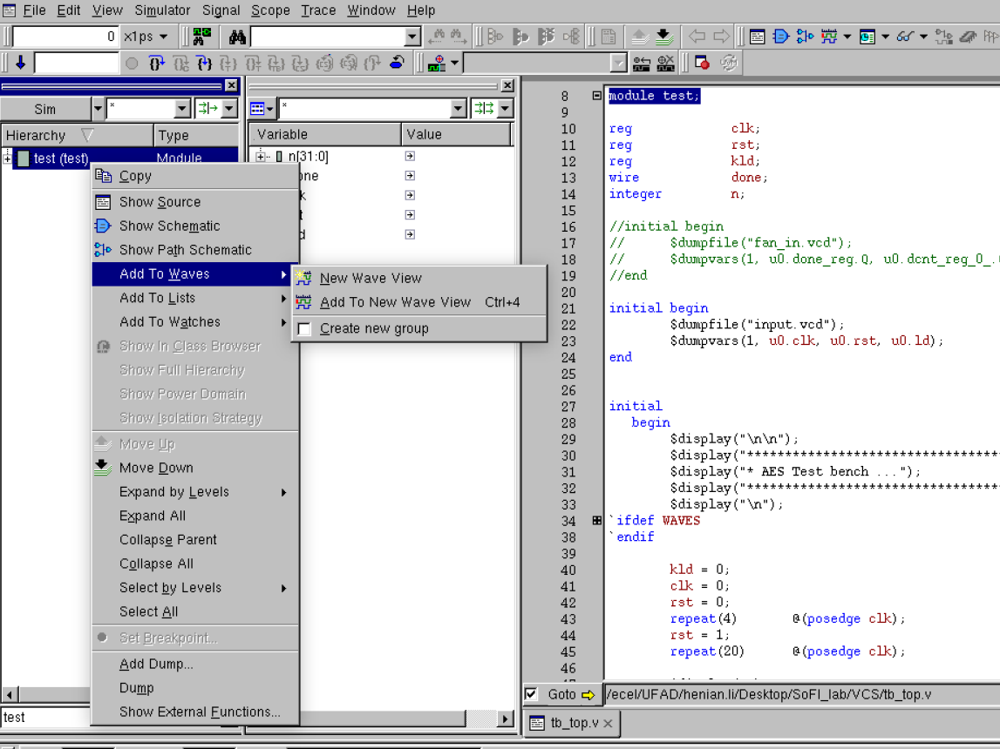 File Edit View Simulator Signal Scope Trace Window Help
0 x1ps
Sim * *
Hierarchy Type Variable Value
test (test) Module
n[31:0]
one
k
t
d
Copy
Show Source
Show Schematic
Show Path Schematic
Add To Waves
Add To Lists
Add To Watches
Show In Class Browser
Show Full Hierarchy
Show Power Domain
Show Isolation Strategy
Move Up
Move Down
Expand by Levels
Expand All
Collapse Parent
Collapse All
Select by Levels
Select All
Set Breakpoint...
Add Dump...
Dump
Show External Functions...
New Wave View
Add To New Wave View Ctrl+4
Create new group
test
8 module test;
9
10 reg clk;
11 reg rst;
12 reg kld;
13 wire done;
14 integer n;
15
16 //initial begin
17 // $dumpfile("fan_in.vcd");
18 // $dumpvars(1, u0.done_reg.Q, u0.dcnt_reg_0_.
19 //end
20
21 initial begin
22 $dumpfile("input.vcd");
23 $dumpvars(1, u0.clk, u0.rst, u0.ld);
24 end
25
26
27 initial
28 begin
29 $display("\n\n");
30 $display("*********************************
31 $display("* AES Test bench ...");
32 $display("*********************************
33 $display("\n");
34 `ifdef WAVES
38 `endif
39
40 kld = 0;
41 clk = 0;
42 rst = 0;
43 repeat(4) @(posedge clk);
44 rst = 1;
45 repeat(20) @(posedge clk);
46
Goto /ecel/UFAD/henian.li/Desktop/SoFI_lab/VCS/tb_top.v
tb_top.v